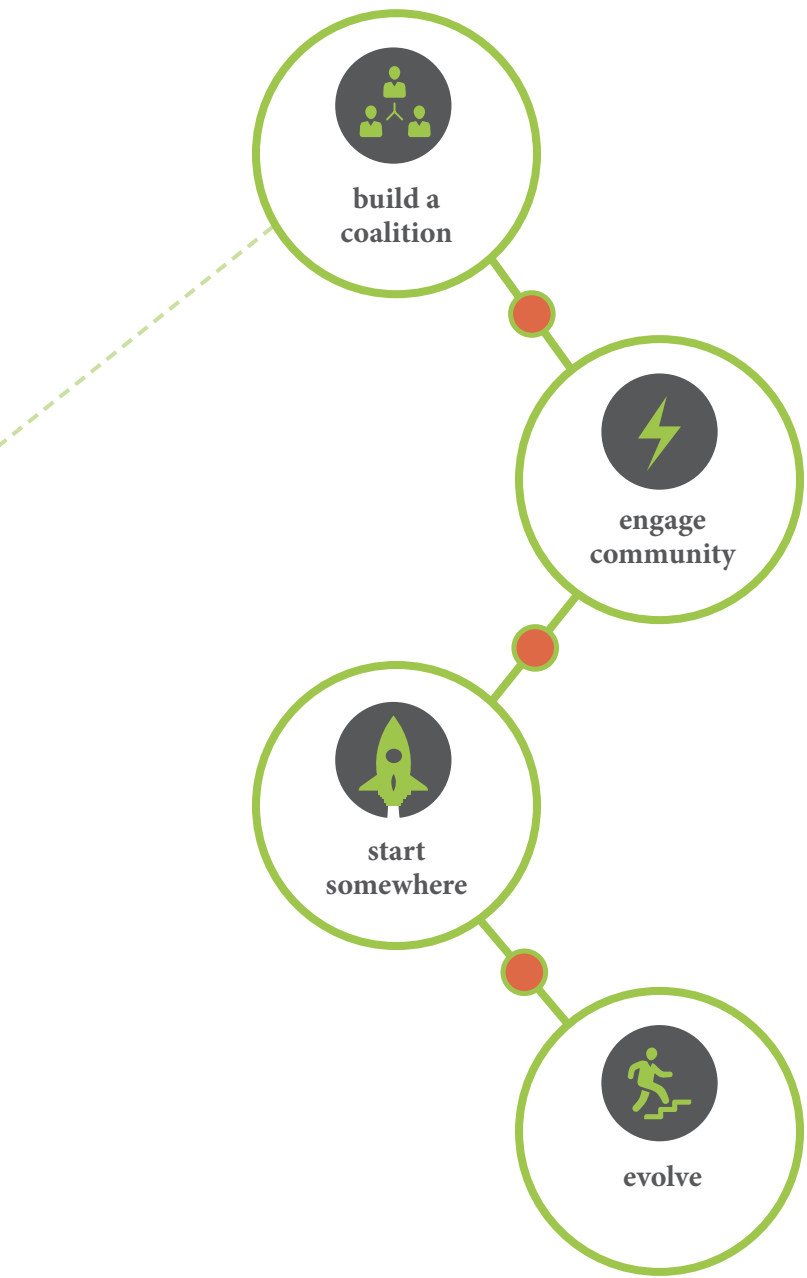 build a
coalition
engage
community
start
somewhere
evolve